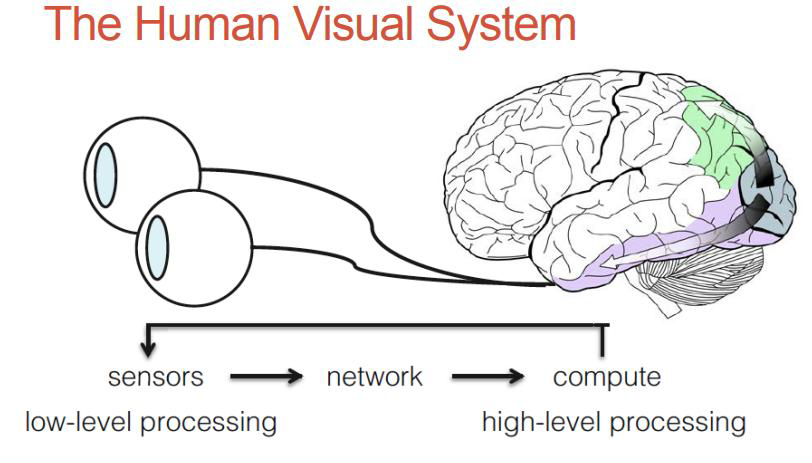 The Human Visual System
sensors network compute
low-level processing high-level processing